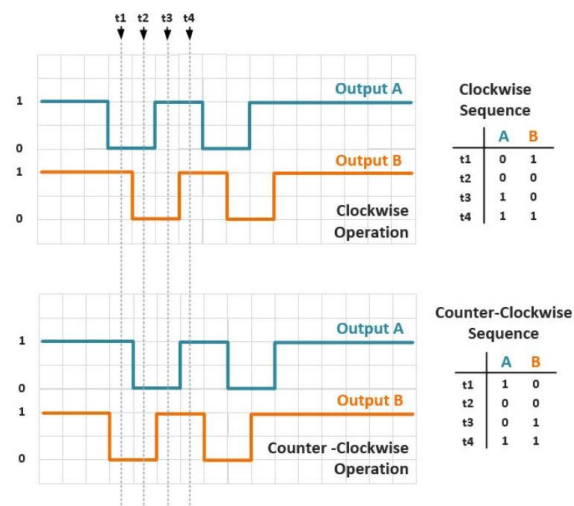 t1 t2 t3 t4
Output A
1
0
Output B
1
0
Clockwise
Operation
Clockwise
Sequence
A B
t1 0 1
t2 0 0
t3 1 0
t4 1 1
Output A
1
0
Output B
1
0
Counter -Clockwise
Operation
Counter-Clockwise
Sequence
A B
t1 1 0
t2 0 0
t3 0 1
t4 1 1